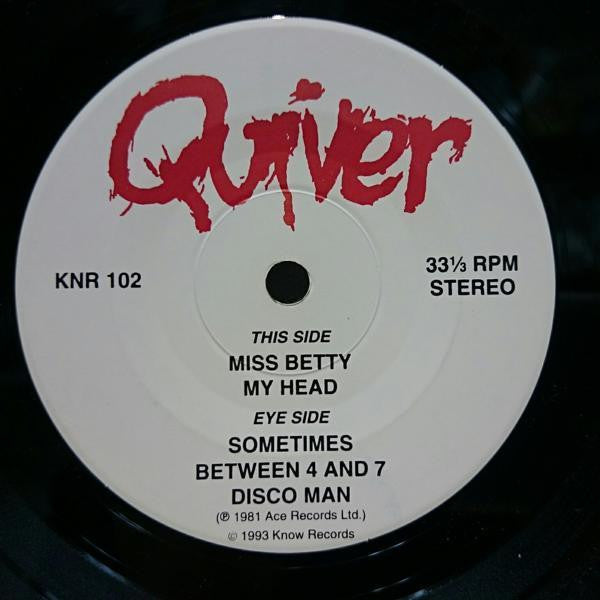 Quiver
KNR 102
33⅓ RPM
STEREO
THIS SIDE
MISS BETTY
MY HEAD
EYE SIDE
SOMETIMES
BETWEEN 4 AND 7
DISCO MAN
(℗ 1981 Ace Records Ltd.)
© 1993 Know Records